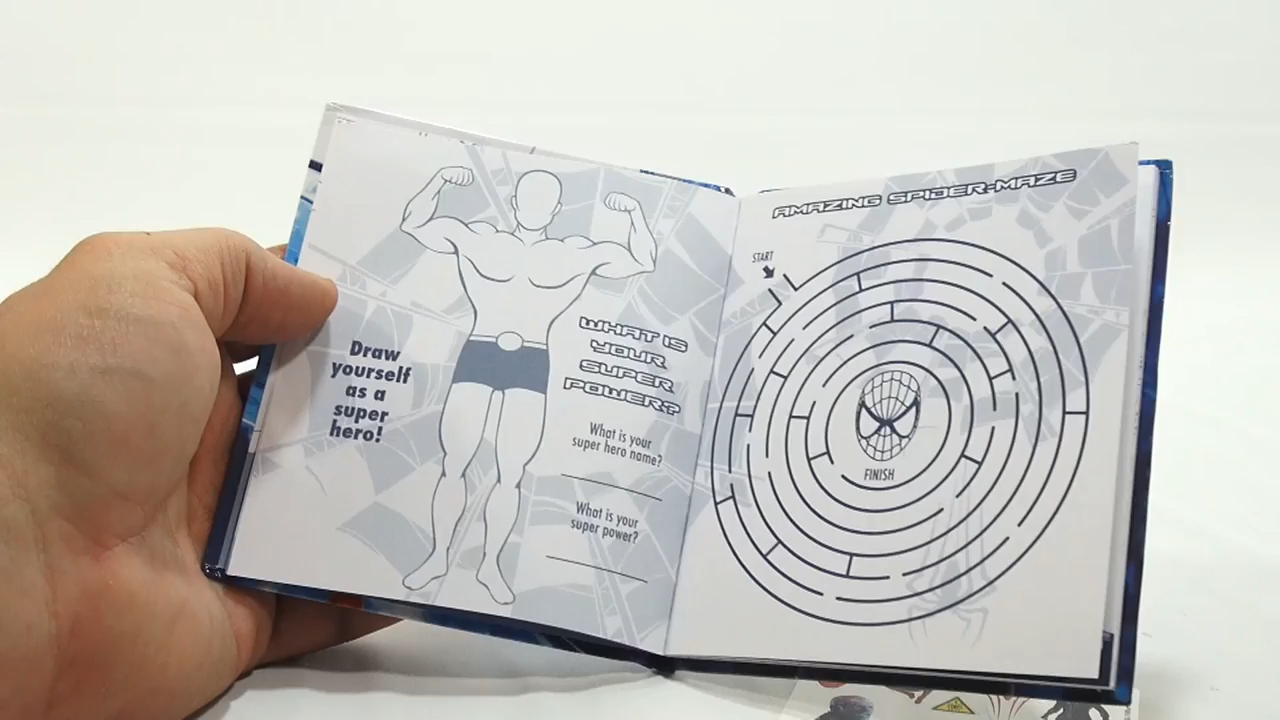 Draw
yourself
as a
super
hero!
WHAT IS
YOUR
SUPER
POWER?
What is your
super hero name?
What is your
super power?
AMAZING SPIDER-MAZE
START
FINISH